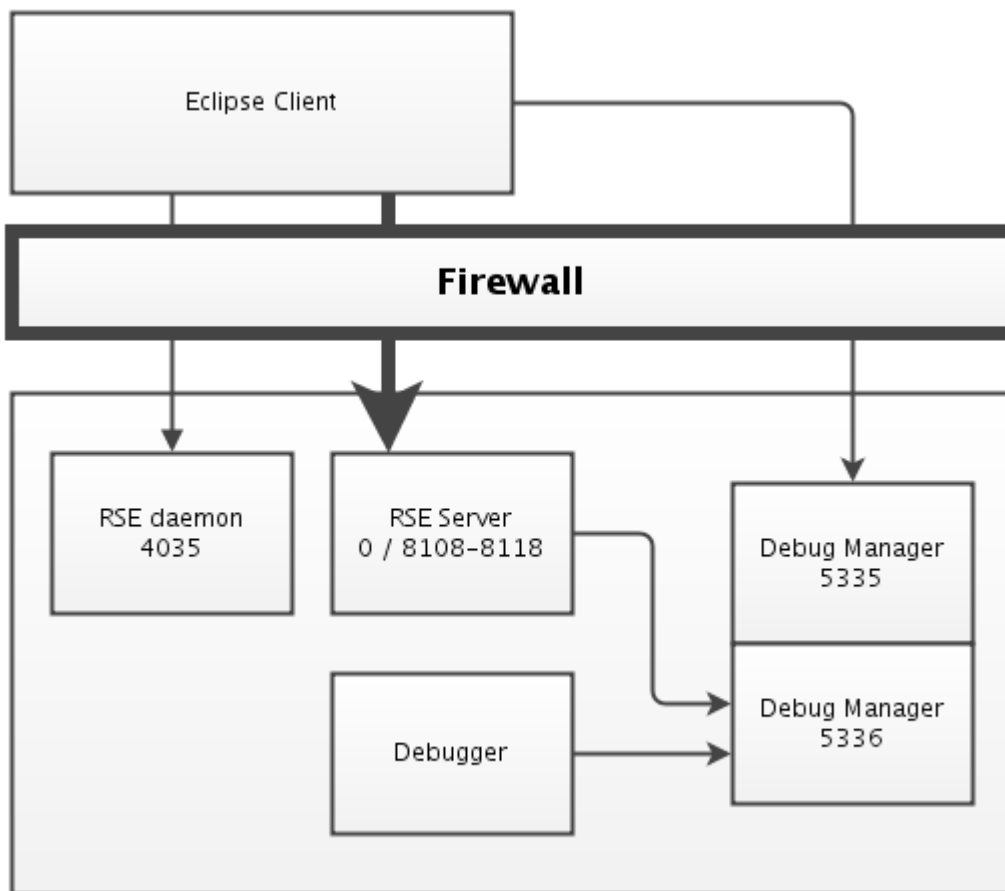 Eclipse Client
Firewall
RSE daemon
4035
RSE Server
0 / 8108-8118
Debug Manager
5335
Debugger
Debug Manager
5336